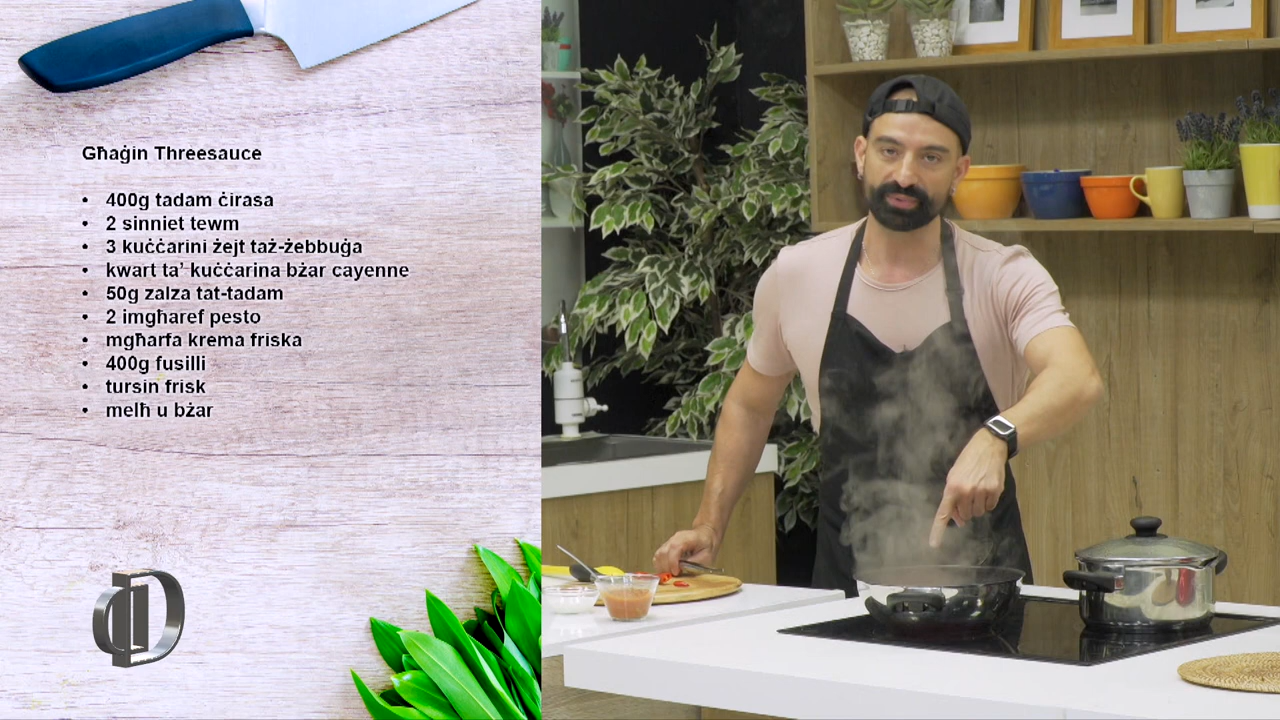 Għaġin Threesauce
• 400g tadam ċirasa
• 2 sinniet tewm
• 3 kuċċarini żejt taż-żebbuġa
• kwart ta’ kuċċarina bżar cayenne
• 50g zalza tat-tadam
• 2 imgħaref pesto
• mgħarfa krema friska
• 400g fusilli
• tursin frisk
• melħ u bżar